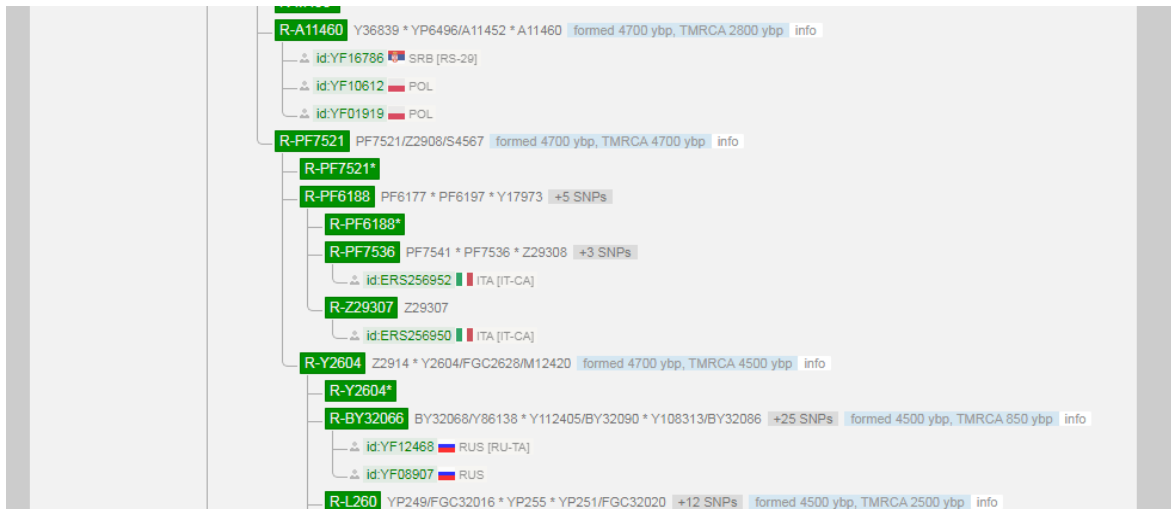 R-A11460 Y36839 * YP6496/A11452 * A11460 formed 4700 ybp, TMRCA 2800 ybp info
id:YF16786 SRB [RS-29]
id:YF10612 POL
id:YF01919 POL
R-PF7521 PF7521/Z2908/S4567 formed 4700 ybp, TMRCA 4700 ybp info
R-PF7521*
R-PF6188 PF6177 * PF6197 * Y17973 +5 SNPs
R-PF6188*
R-PF7536 PF7541 * PF7536 * Z29308 +3 SNPs
id:ERS256952 ITA [IT-CA]
R-Z29307 Z29307
id:ERS256950 ITA [IT-CA]
R-Y2604 Z2914 * Y2604/FGC2628/M12420 formed 4700 ybp, TMRCA 4500 ybp info
R-Y2604*
R-BY32066 BY32068/Y86138 * Y112405/BY32090 * Y108313/BY32086 +25 SNPs formed 4500 ybp, TMRCA 850 ybp info
id:YF12468 RUS [RU-TA]
id:YF08907 RUS
R-L260 YP249/FGC32016 * YP255 * YP251/FGC32020 +12 SNPs formed 4500 ybp, TMRCA 2500 ybp info